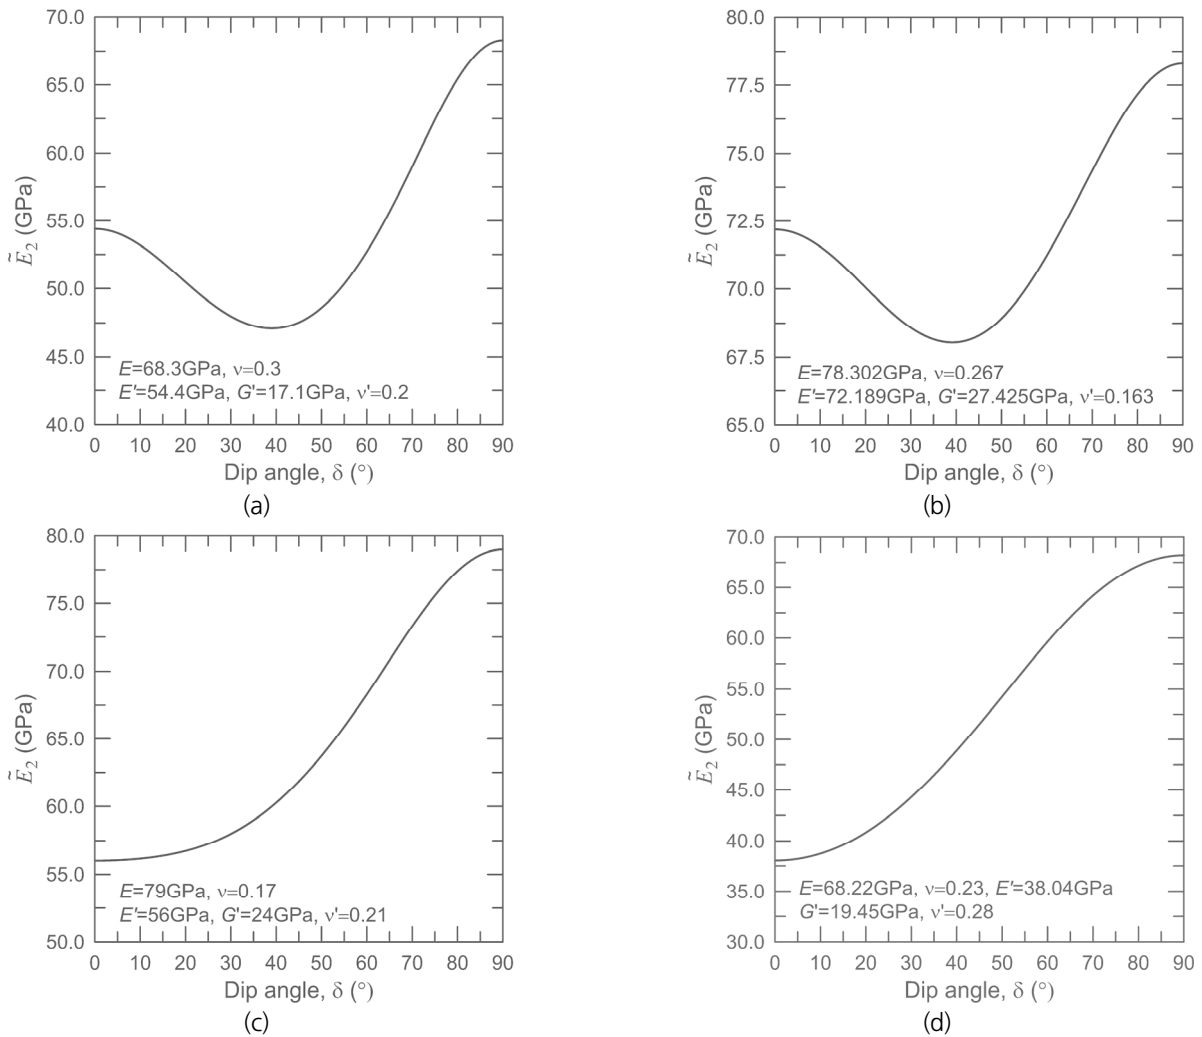 70.0
65.0
60.0
55.0
50.0
45.0
40.0
Ẽ2 (GPa)
E=68.3GPa, ν=0.3
E'=54.4GPa, G'=17.1GPa, ν'=0.2
0 10 20 30 40 50 60 70 80 90
Dip angle, δ (°)
(a)
80.0
77.5
75.0
72.5
70.0
67.5
65.0
Ẽ2 (GPa)
E=78.302GPa, ν=0.267
E'=72.189GPa, G'=27.425GPa, ν'=0.163
0 10 20 30 40 50 60 70 80 90
Dip angle, δ (°)
(b)
80.0
75.0
70.0
65.0
60.0
55.0
50.0
Ẽ2 (GPa)
E=79GPa, ν=0.17
E'=56GPa, G'=24GPa, ν'=0.21
0 10 20 30 40 50 60 70 80 90
Dip angle, δ (°)
(c)
70.0
65.0
60.0
55.0
50.0
45.0
40.0
35.0
30.0
Ẽ2 (GPa)
E=68.22GPa, ν=0.23, E'=38.04GPa
G'=19.45GPa, ν'=0.28
0 10 20 30 40 50 60 70 80 90
Dip angle, δ (°)
(d)